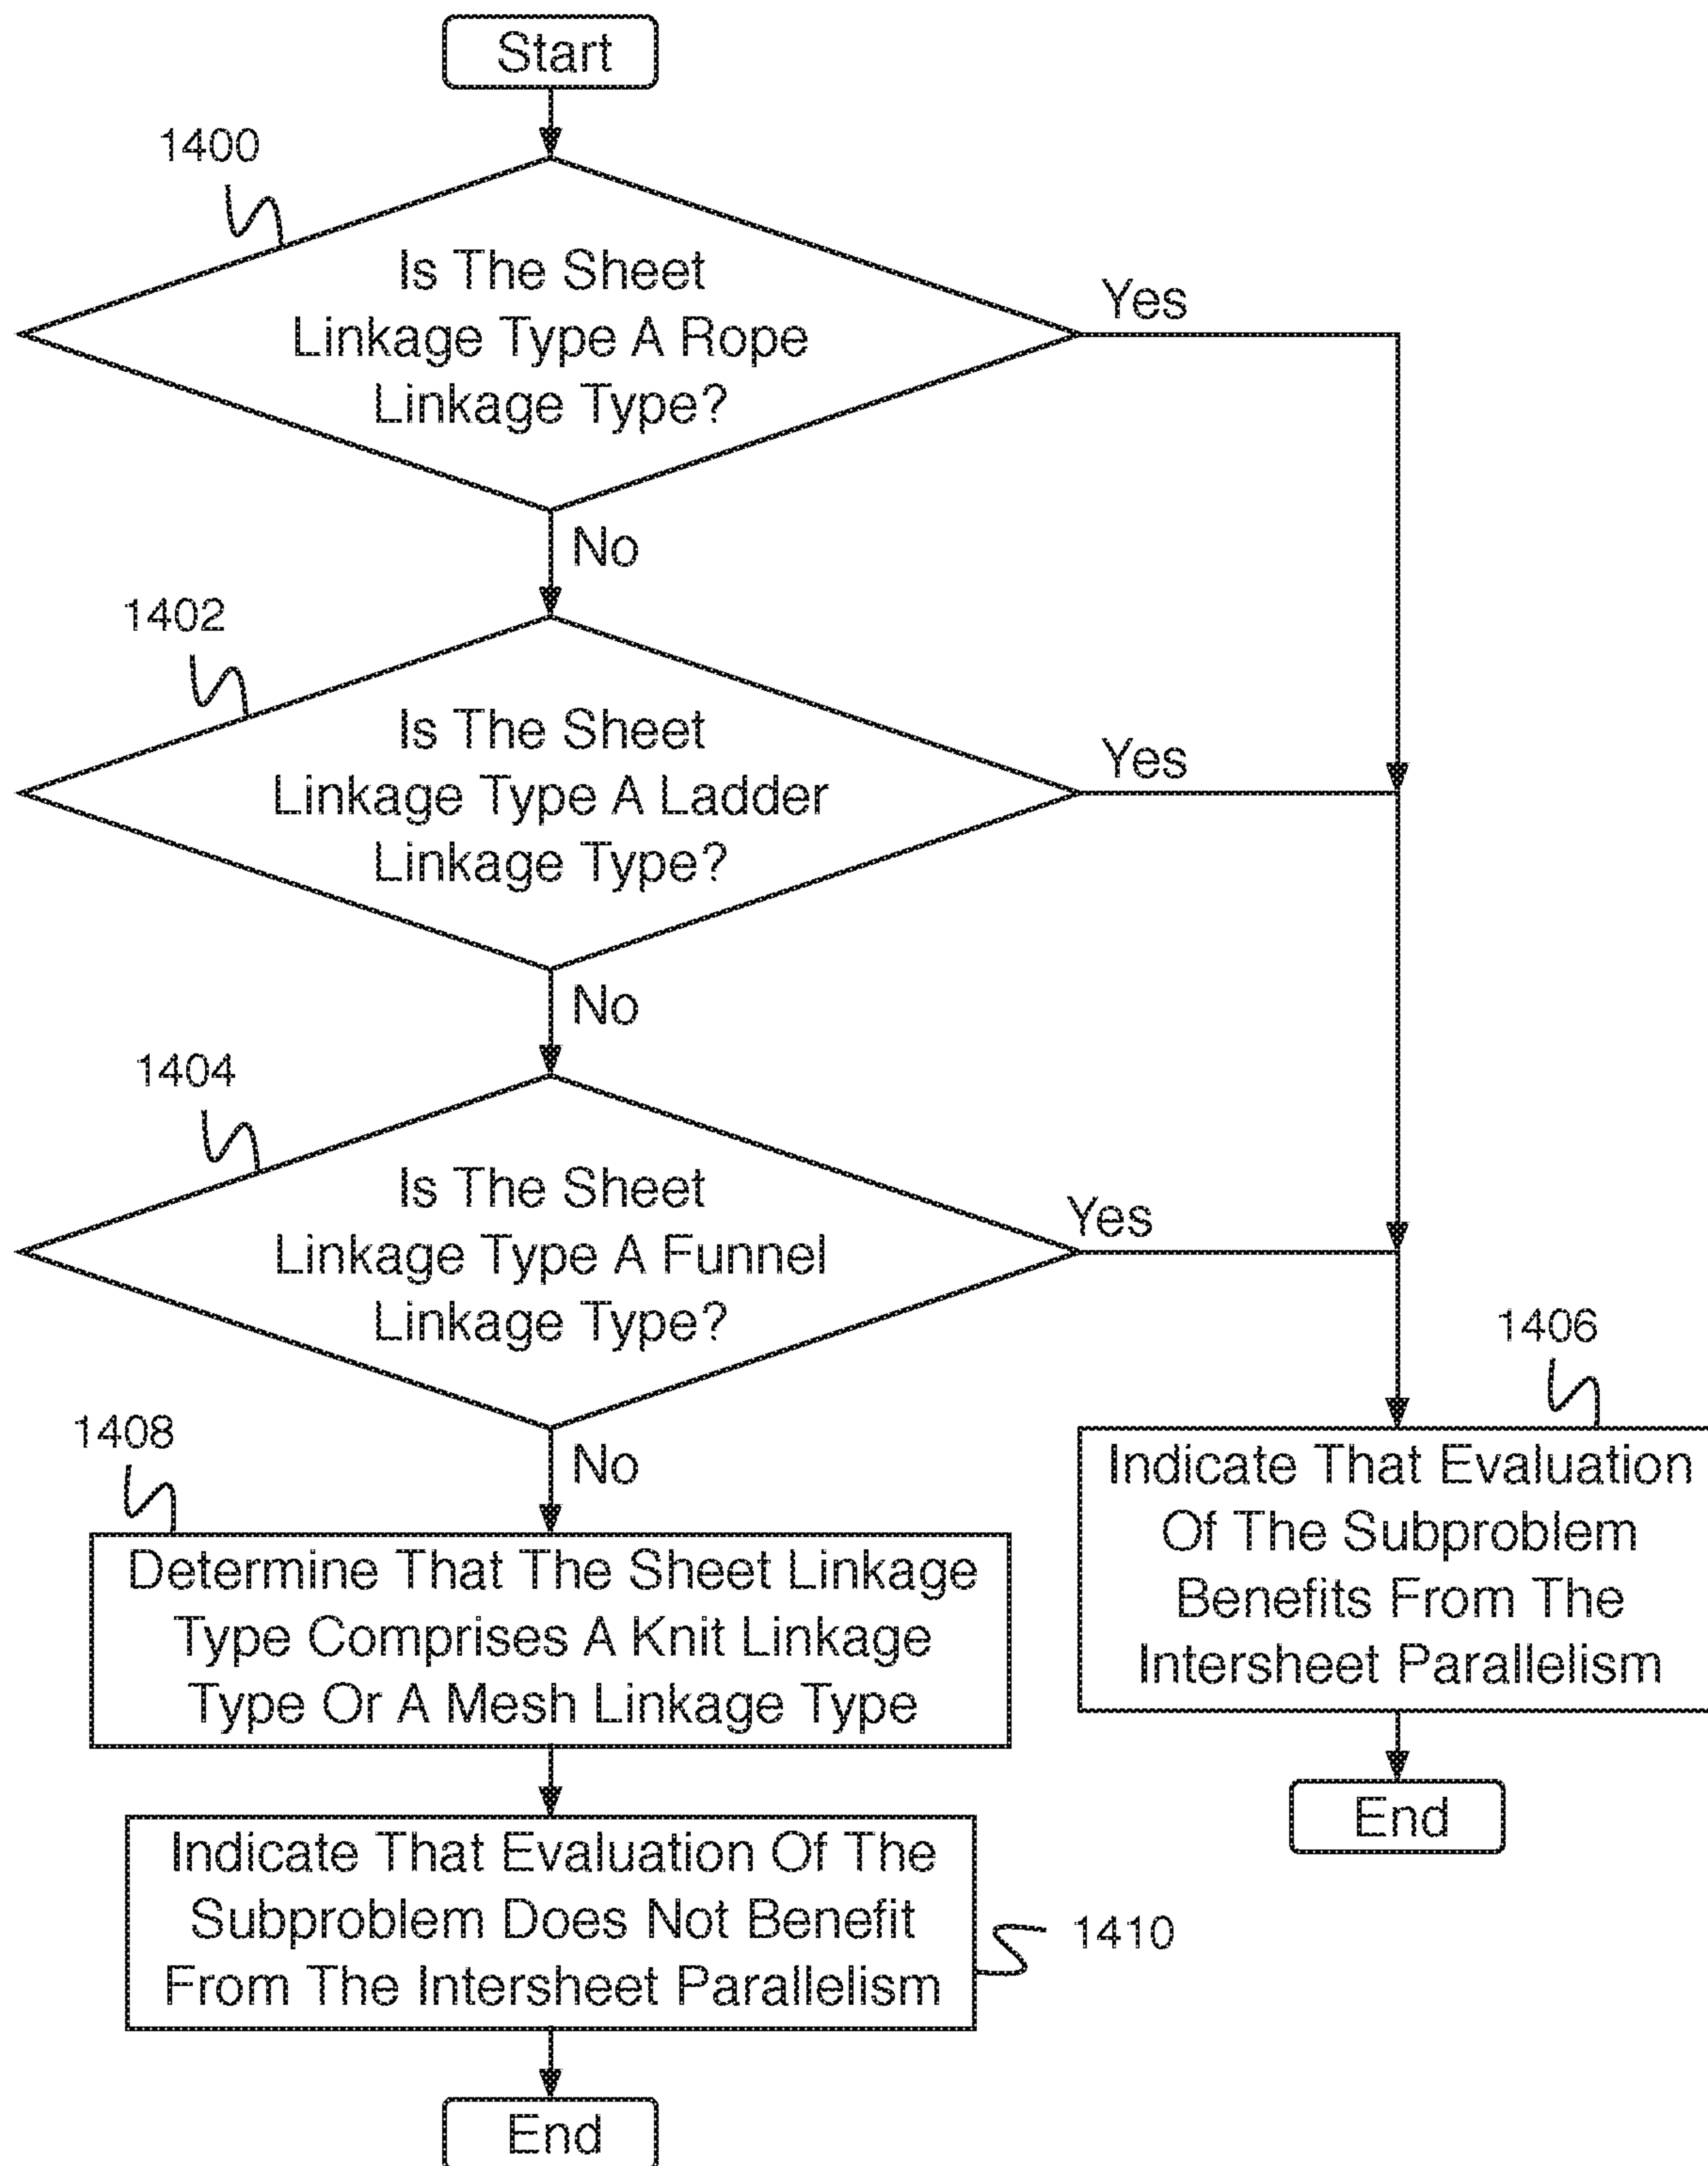 Start
1400
Is The Sheet
Linkage Type A Rope
Linkage Type?
Yes
No
1402
Is The Sheet
Linkage Type A Ladder
Linkage Type?
Yes
No
1404
Is The Sheet
Linkage Type A Funnel
Linkage Type?
Yes
No
1406
Indicate That Evaluation
Of The Subproblem
Benefits From The
Intersheet Parallelism
End
1408
Determine That The Sheet Linkage
Type Comprises A Knit Linkage
Type Or A Mesh Linkage Type
Indicate That Evaluation Of The
Subproblem Does Not Benefit
From The Intersheet Parallelism
1410
End